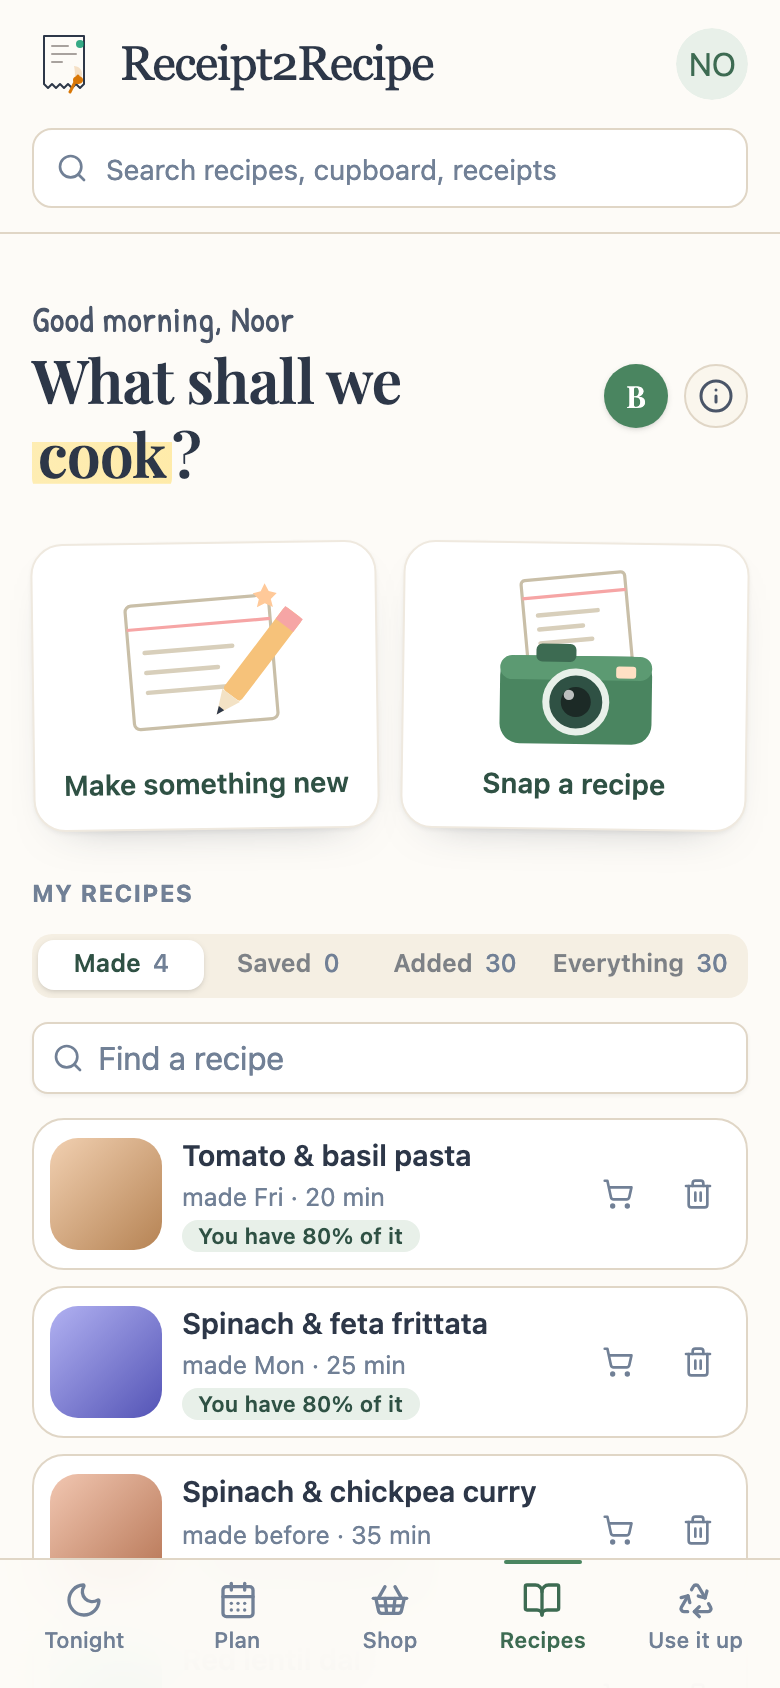 Receipt2Recipe
NO
Search recipes, cupboard, receipts
Good morning, Noor
What shall we
cook?
B
Make something new
Snap a recipe
MY RECIPES
Made 4
Saved 0
Added 30
Everything 30
Find a recipe
Tomato & basil pasta
made Fri · 20 min
You have 80% of it
Spinach & feta frittata
made Mon · 25 min
You have 80% of it
Spinach & chickpea curry
made before · 35 min
Tonight
Plan
Shop
Recipes
Use it up